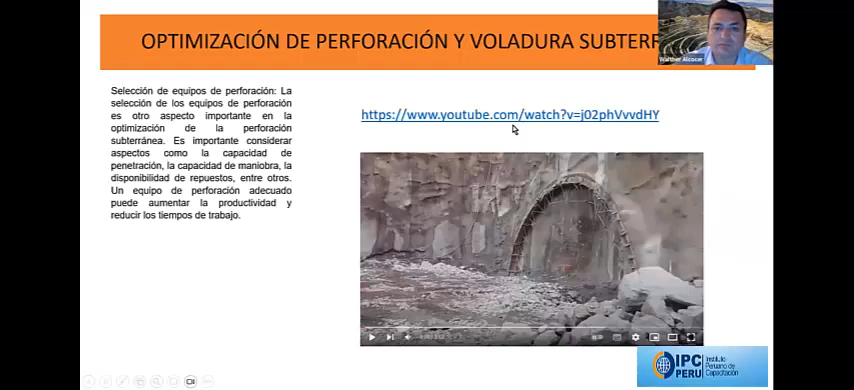 OPTIMIZACIÓN DE PERFORACIÓN Y VOLADURA SUBTERR
Walther Alcocer
Selección de equipos de perforación: La
selección de los equipos de perforación
es otro aspecto importante en la
optimización de la perforación
subterránea. Es importante considerar
aspectos como la capacidad de
penetración, la capacidad de maniobra, la
disponibilidad de repuestos, entre otros.
Un equipo de perforación adecuado
puede aumentar la productividad y
reducir los tiempos de trabajo.
https://www.youtube.com/watch?v=j02phVvvdHY
IPC
PERU
Instituto
Peruano de
Capacitación